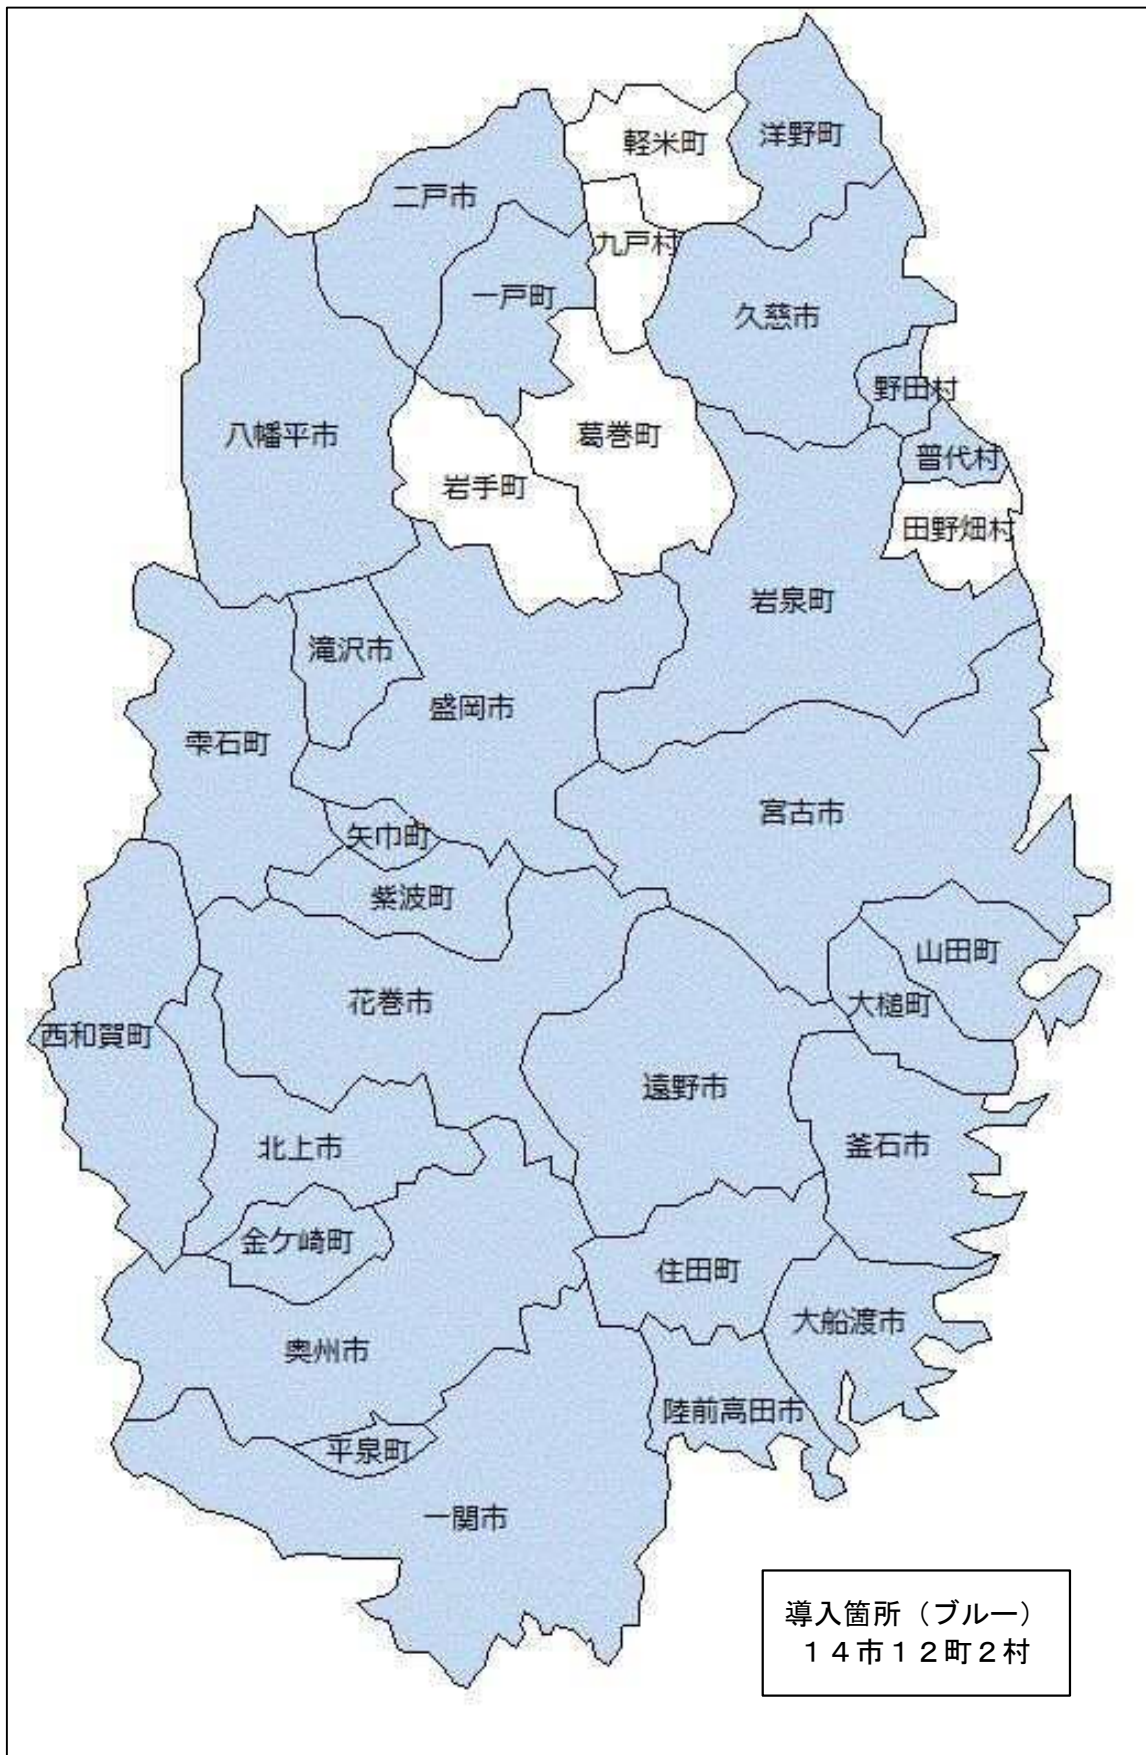 軽米町
洋野町
二戸市
九戸村
一戸町
久慈市
野田村
八幡平市
葛巻町
普代村
岩手町
田野畑村
岩泉町
滝沢市
盛岡市
雫石町
宮古市
矢巾町
紫波町
山田町
花巻市
大槌町
西和賀町
遠野市
北上市
釜石市
金ケ崎町
住田町
大船渡市
奥州市
陸前高田市
平泉町
一関市
導入箇所（ブルー）
１４市１２町２村